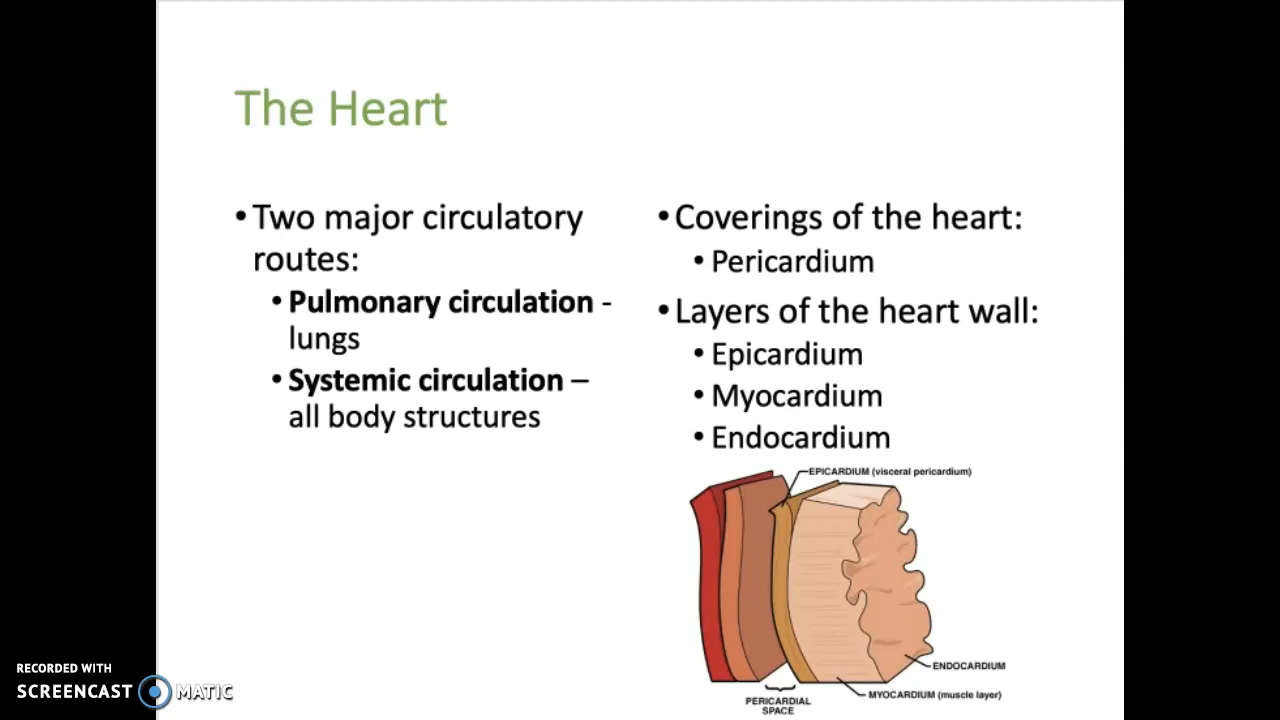 The Heart
• Two major circulatory
routes:
• Pulmonary circulation -
lungs
• Systemic circulation –
all body structures
• Coverings of the heart:
• Pericardium
• Layers of the heart wall:
• Epicardium
• Myocardium
• Endocardium
EPICARDIUM (visceral pericardium)
ENDOCARDIUM
MYOCARDIUM (muscle layer)
PERICARDIAL
SPACE
RECORDED WITH
SCREENCAST MATIC